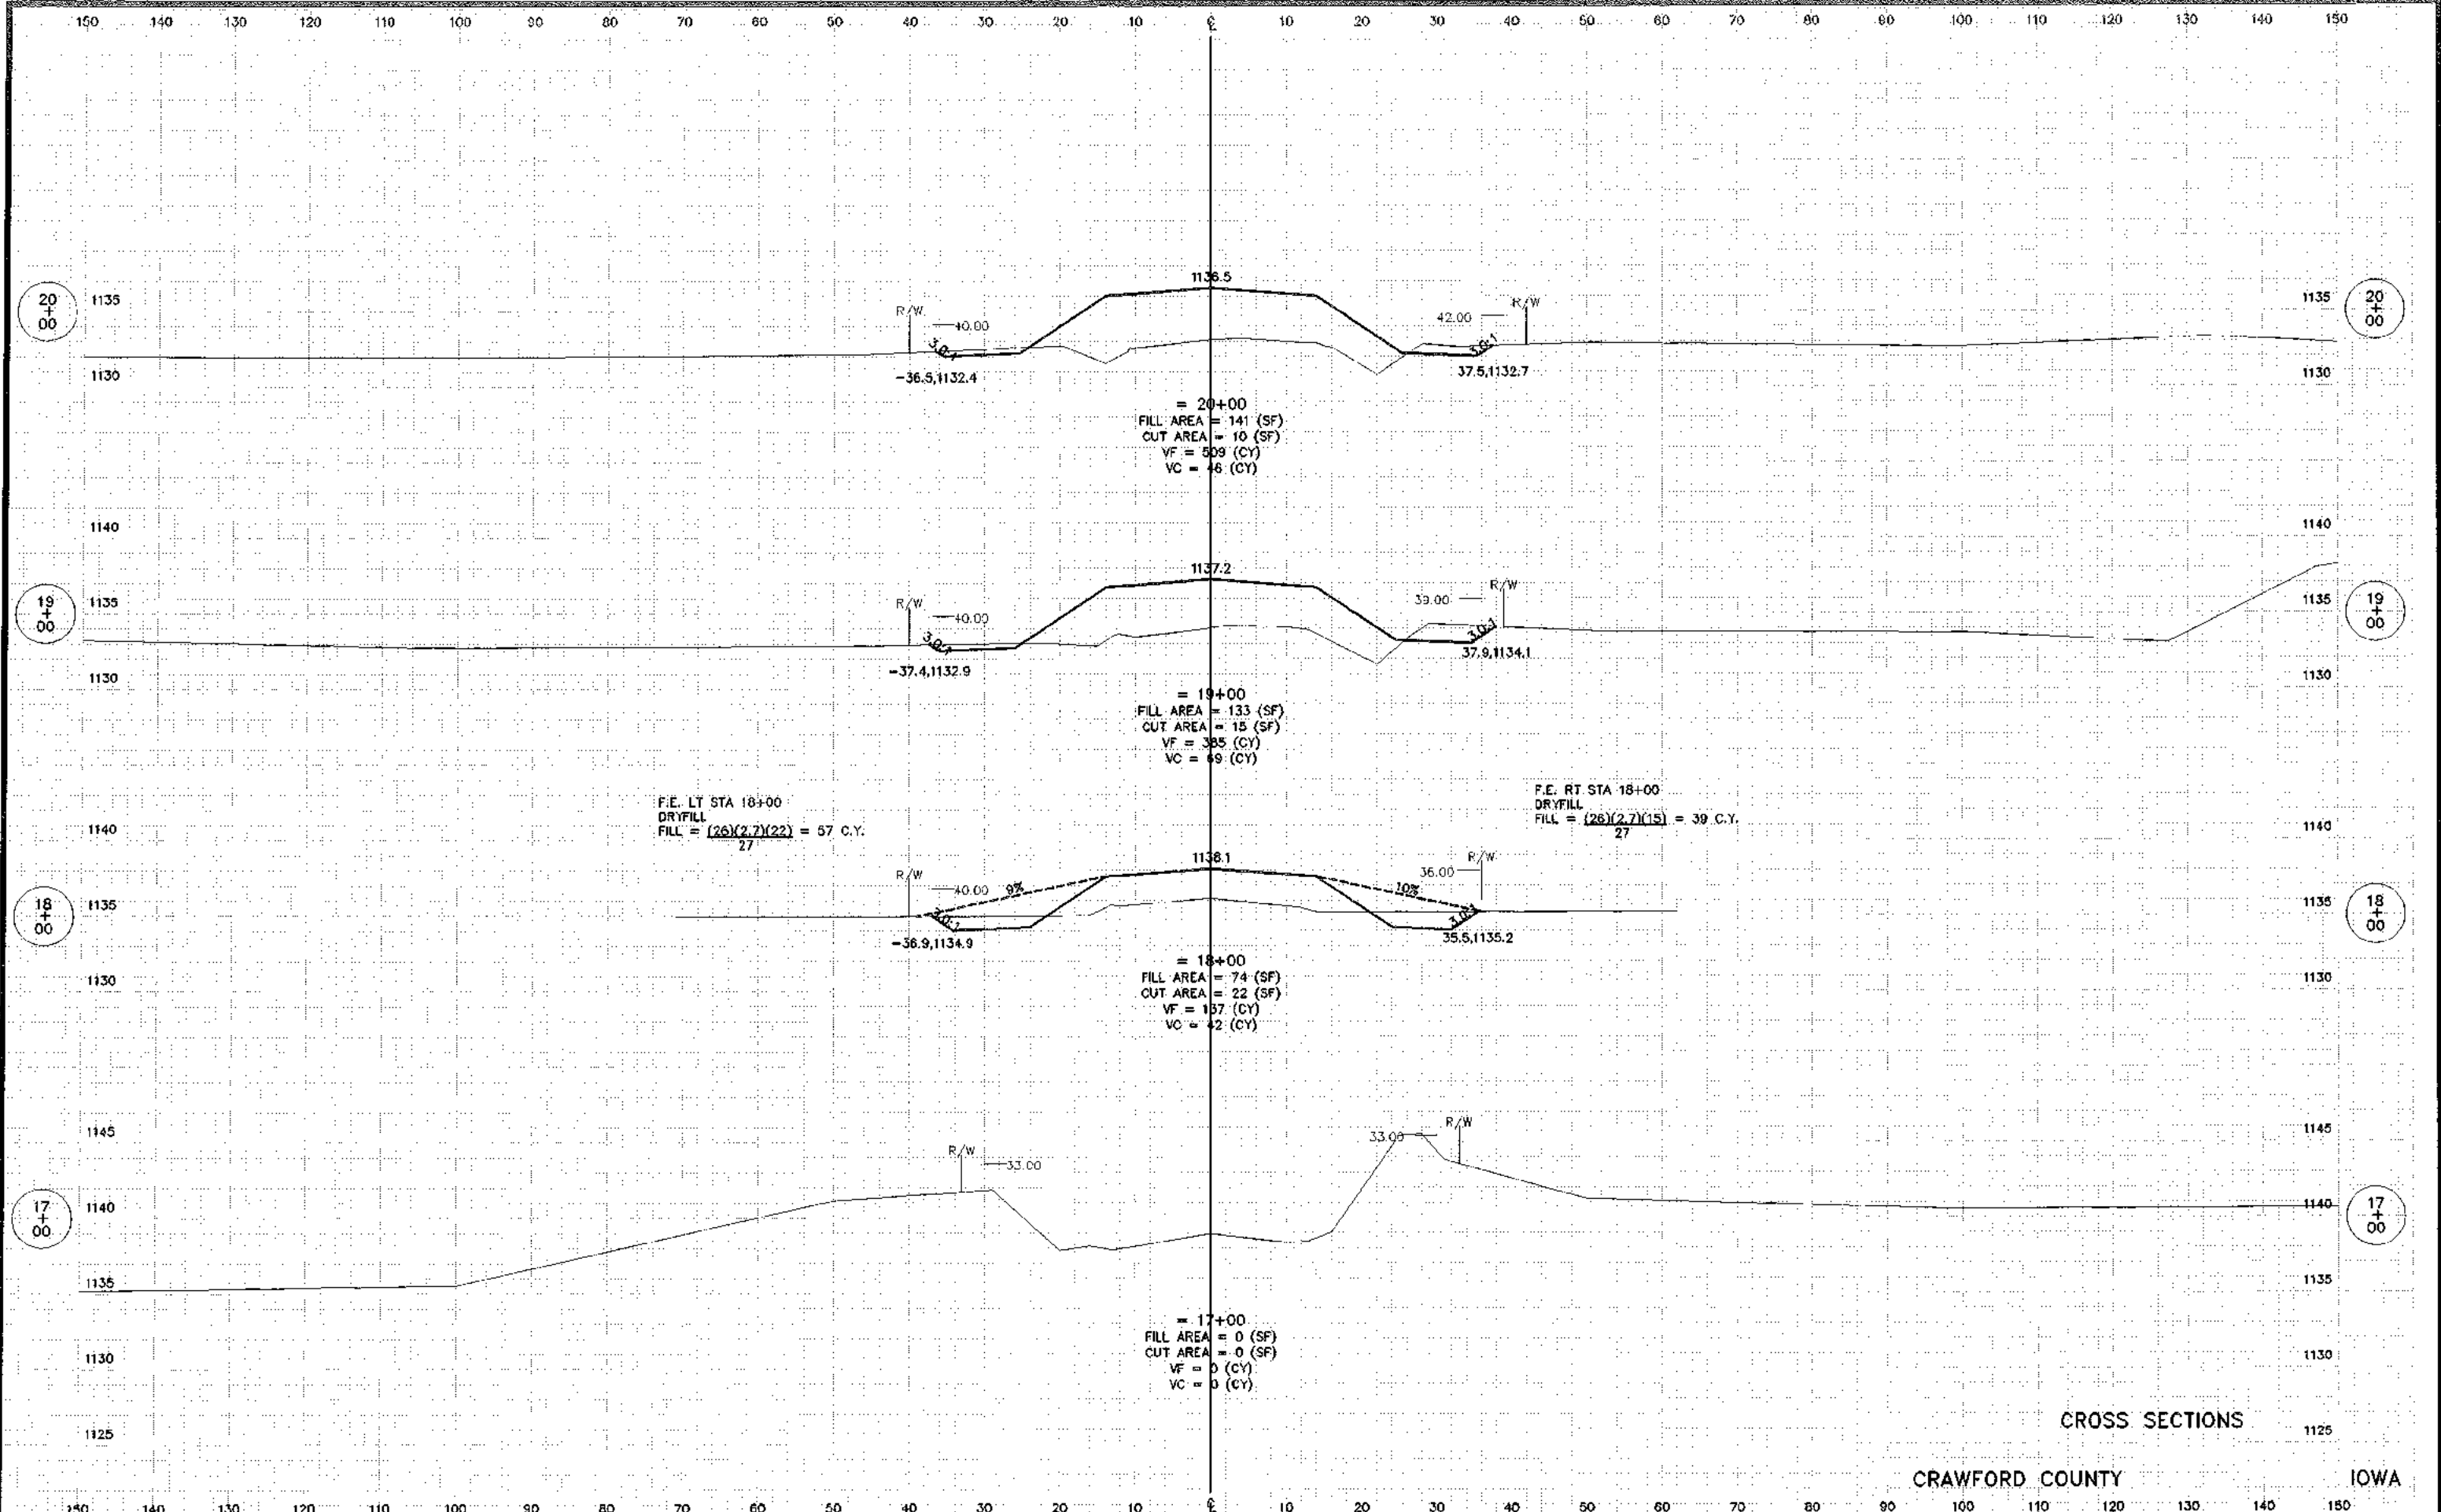 150 140 130 120 110 100 90 80 70 60 50 40 30 20 10 ℄ 10 20 30 40 50 60 70 80 90 100 110 120 130 140 150
1136.5
20 + 00
1135
R/W
40.00
42.00
R/W
1135
20 + 00
3.0:1
3.0:1
1130
-36.5,1132.4
37.5,1132.7
1130
= 20+00
FILL AREA = 141 (SF)
CUT AREA = 10 (SF)
VF = 509 (CY)
VC = 46 (CY)
1140
1140
1137.2
19 + 00
1135
R/W
40.00
39.00
R/W
1135
19 + 00
3.0:1
3.0:1
1130
-37.4,1132.9
37.9,1134.1
1130
= 19+00
FILL AREA = 133 (SF)
CUT AREA = 15 (SF)
VF = 385 (CY)
VC = 69 (CY)
F.E. LT STA 18+00
DRYFILL
FILL = (26)(2.7)(22) = 57 C.Y.
27
F.E. RT STA 18+00
DRYFILL
FILL = (26)(2.7)(15) = 39 C.Y.
27
1140
1140
1138.1
18 + 00
1135
R/W
40.00
9%
10%
36.00
R/W
1135
18 + 00
3.0:1
3.0:1
-36.9,1134.9
35.5,1135.2
1130
1130
= 18+00
FILL AREA = 74 (SF)
CUT AREA = 22 (SF)
VF = 137 (CY)
VC = 42 (CY)
1145
R/W
33.00
33.00
R/W
1145
17 + 00
1140
1140
17 + 00
1135
1135
= 17+00
FILL AREA = 0 (SF)
CUT AREA = 0 (SF)
VF = 0 (CY)
VC = 0 (CY)
1130
1130
1125
CROSS SECTIONS
1125
CRAWFORD COUNTY IOWA
150 140 130 120 110 100 90 80 70 60 50 40 30 20 10 ℄ 10 20 30 40 50 60 70 80 90 100 110 120 130 140 150